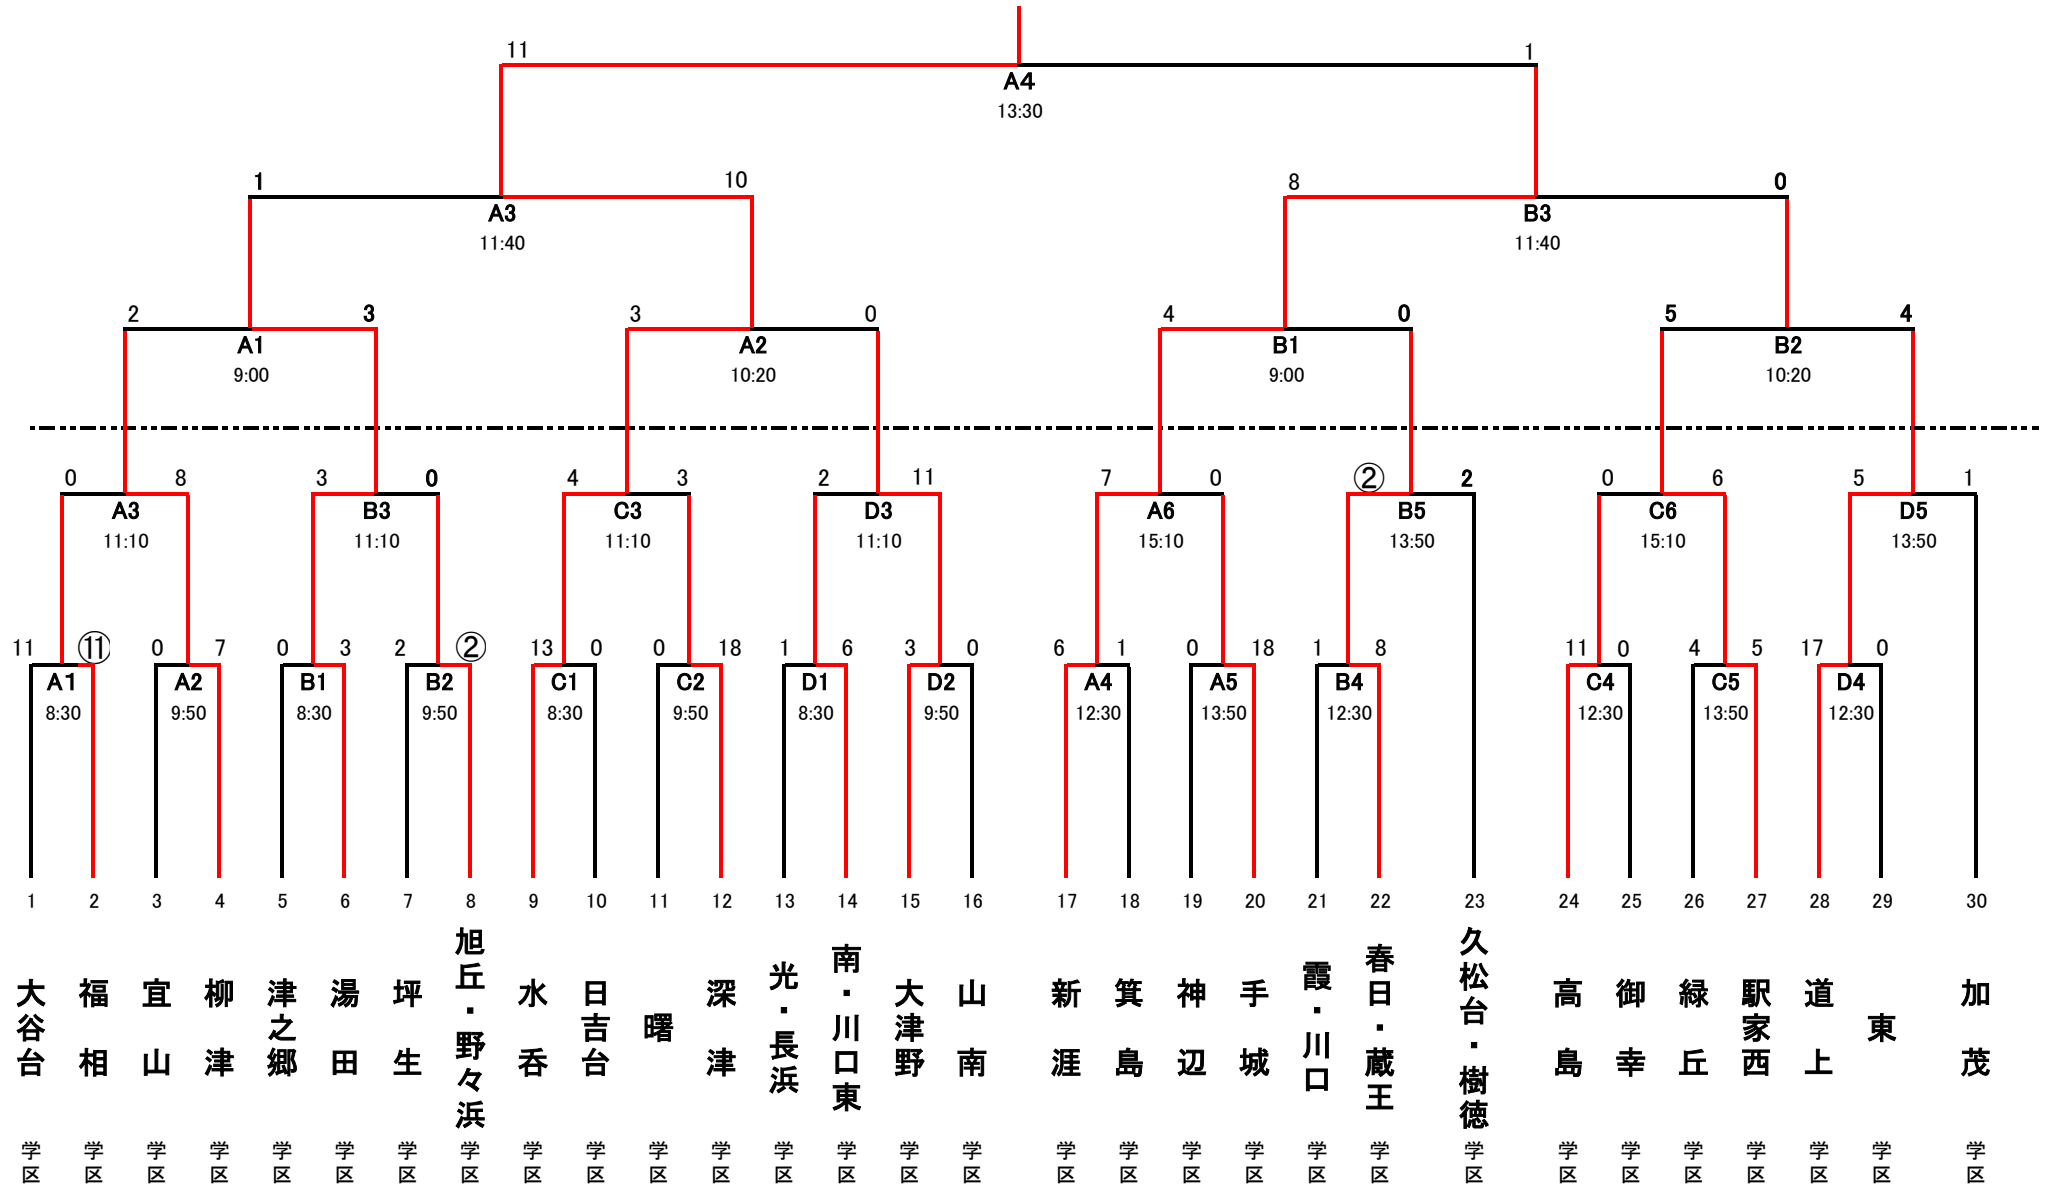 11 1
A4
13:30
1 10 8 0
A3 B3
11:40 11:40
2 3 3 0 4 0 5 4
A1 A2 B1 B2
9:00 10:20 9:00 10:20
0 8 3 0 4 3 2 11 7 0 ② 2 0 6 5 1
A3 B3 C3 D3 A6 B5 C6 D5
11:10 11:10 11:10 11:10 15:10 13:50 15:10 13:50
11 ⑪ 0 7 0 3 2 ② 13 0 0 18 1 6 3 0 6 1 0 18 1 8 11 0 4 5 17 0
A1 A2 B1 B2 C1 C2 D1 D2 A4 A5 B4 C4 C5 D4
8:30 9:50 8:30 9:50 8:30 9:50 8:30 9:50 12:30 13:50 12:30 12:30 13:50 12:30
1 2 3 4 5 6 7 8 9 10 11 12 13 14 15 16 17 18 19 20 21 22 23 24 25 26 27 28 29 30
大谷台
福相
宜山
柳津
津之郷
湯田
坪生
旭丘・野々浜
水呑
日吉台
曙
深津
光・長浜
南・川口東
大津野
山南
新涯
箕島
神辺
手城
霞・川口
春日・蔵王
久松台・樹徳
高島
御幸
緑丘
駅家西
道上
東
加茂
学区 学区 学区 学区 学区 学区 学区 学区 学区 学区 学区 学区 学区 学区 学区 学区 学区 学区 学区 学区 学区 学区 学区 学区 学区 学区 学区 学区 学区 学区